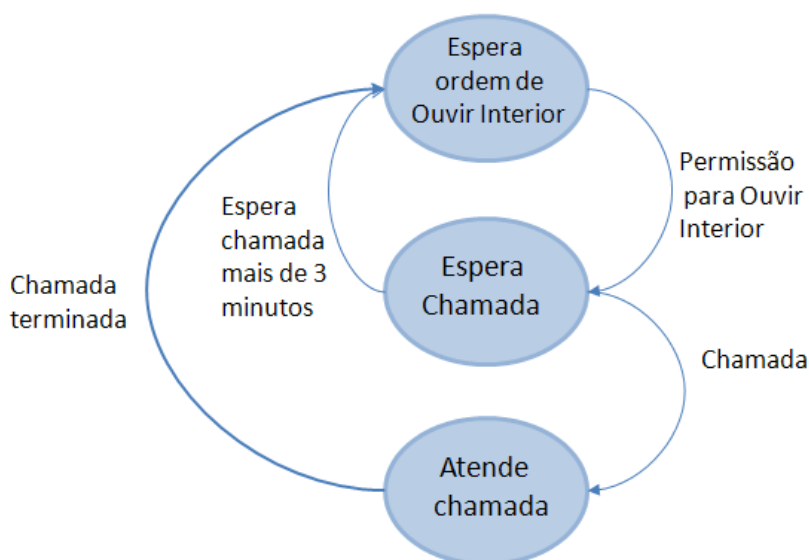 Espera
ordem de
Ouvir Interior
Permissão
para Ouvir
Interior
Espera
chamada
mais de 3
minutos
Espera
Chamada
Chamada
terminada
Chamada
Atende
chamada